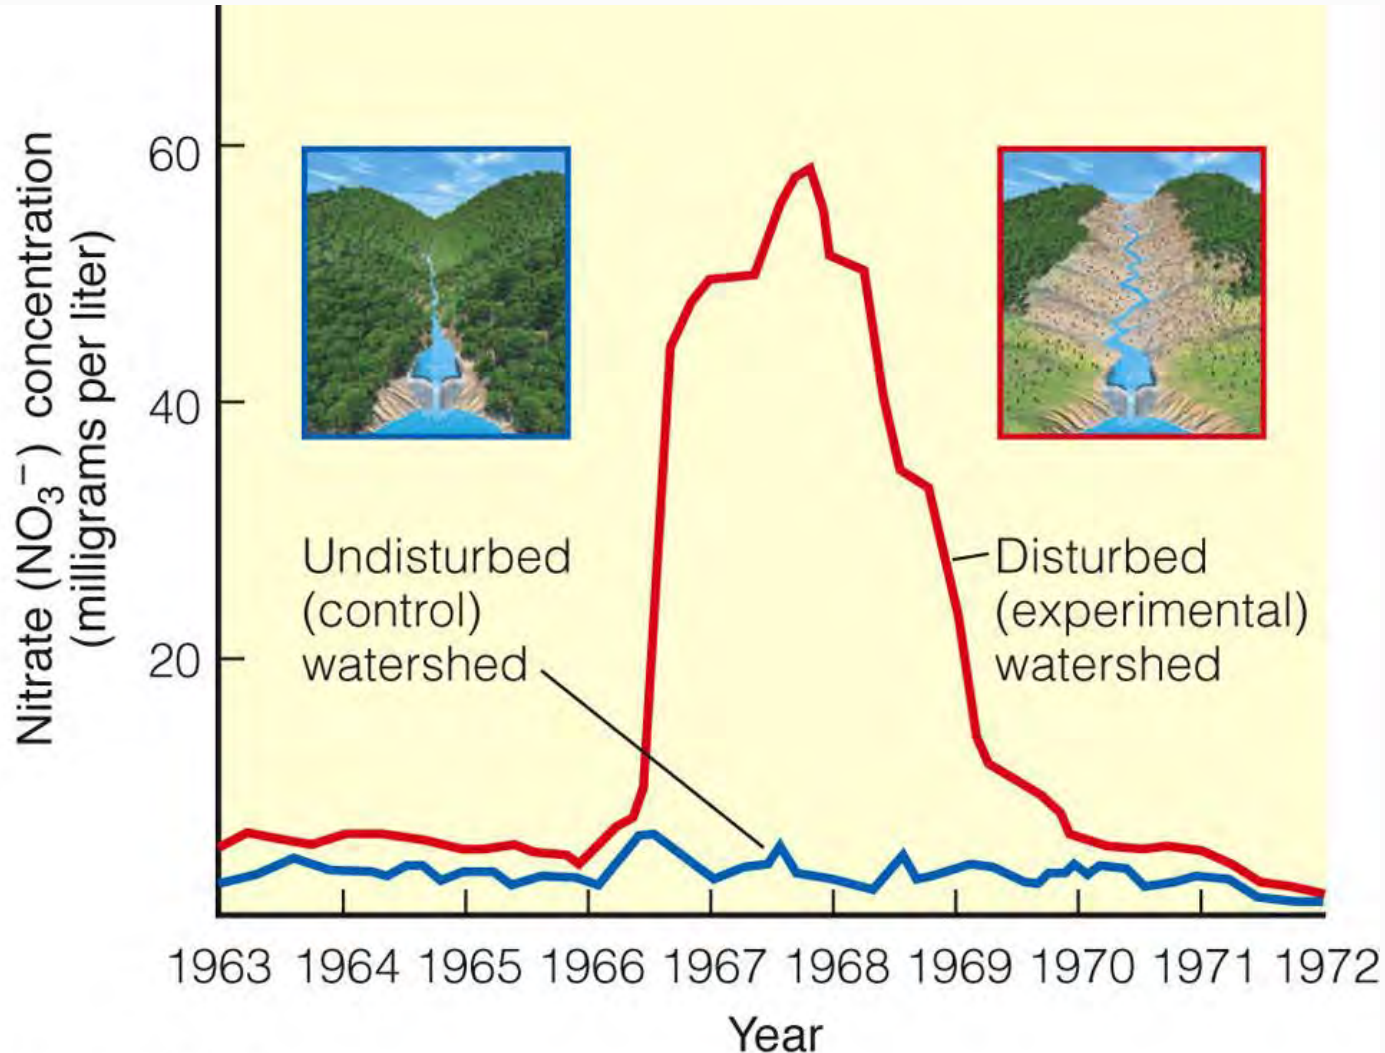 Nitrate (NO₃⁻) concentration
(milligrams per liter)
60
40
20
Undisturbed
(control)
watershed
Disturbed
(experimental)
watershed
1963 1964 1965 1966 1967 1968 1969 1970 1971 1972
Year